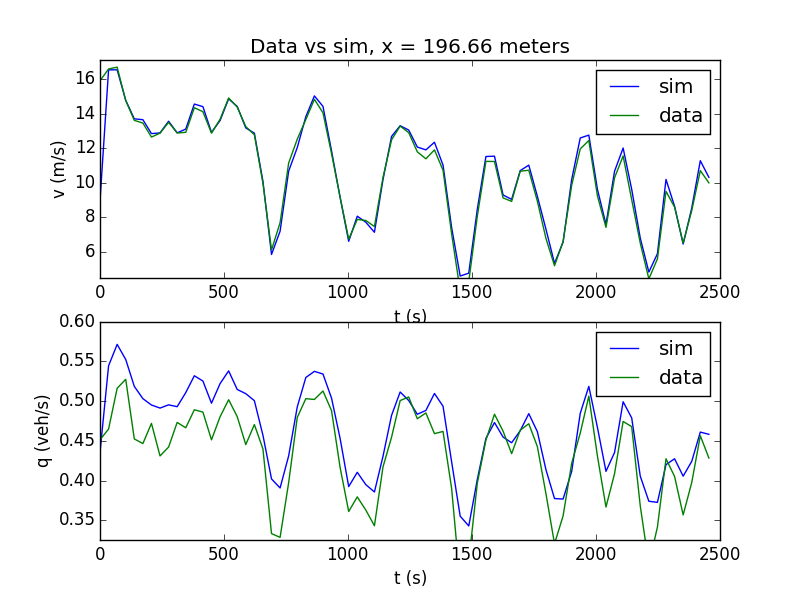 Data vs sim, x = 196.66 meters
v (m/s)
16
14
12
10
8
6
sim
data
0 500 1000 1500 2000 2500
t (s)
q (veh/s)
0.60
0.55
0.50
0.45
0.40
0.35
sim
data
0 500 1000 1500 2000 2500
t (s)